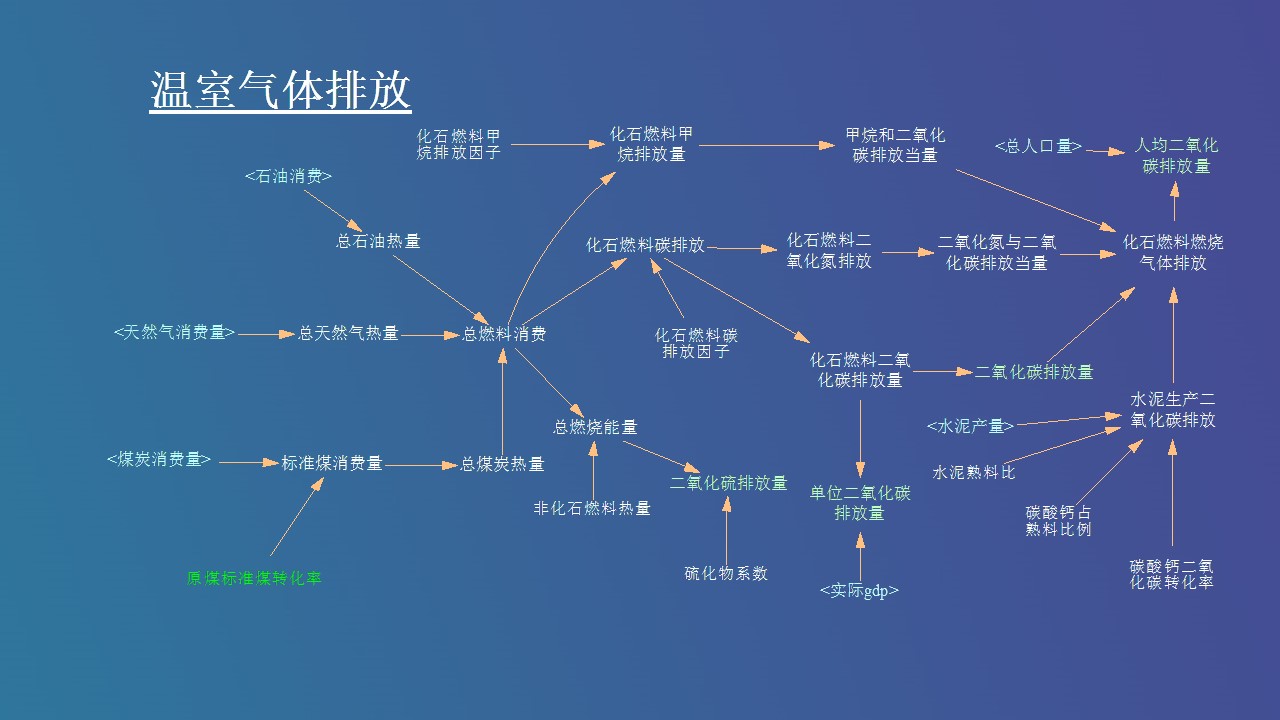 温室气体排放
化石燃料甲
烷排放因子
化石燃料甲
烷排放量
甲烷和二氧化
碳排放当量
<总人口量>
人均二氧化
碳排放量
<石油消费>
总石油热量
化石燃料碳排放
化石燃料二
氧化氮排放
二氧化氮与二氧
化碳排放当量
化石燃料燃烧
气体排放
<天然气消费量>
总天然气热量
总燃料消费
化石燃料碳
排放因子
化石燃料二氧
化碳排放量
二氧化碳排放量
水泥生产二
氧化碳排放
<水泥产量>
总燃烧能量
<煤炭消费量>
标准煤消费量
总煤炭热量
水泥熟料比
二氧化硫排放量
单位二氧化碳
排放量
非化石燃料热量
碳酸钙占
熟料比例
原煤标准煤转化率
硫化物系数
<实际gdp>
碳酸钙二氧
化碳转化率